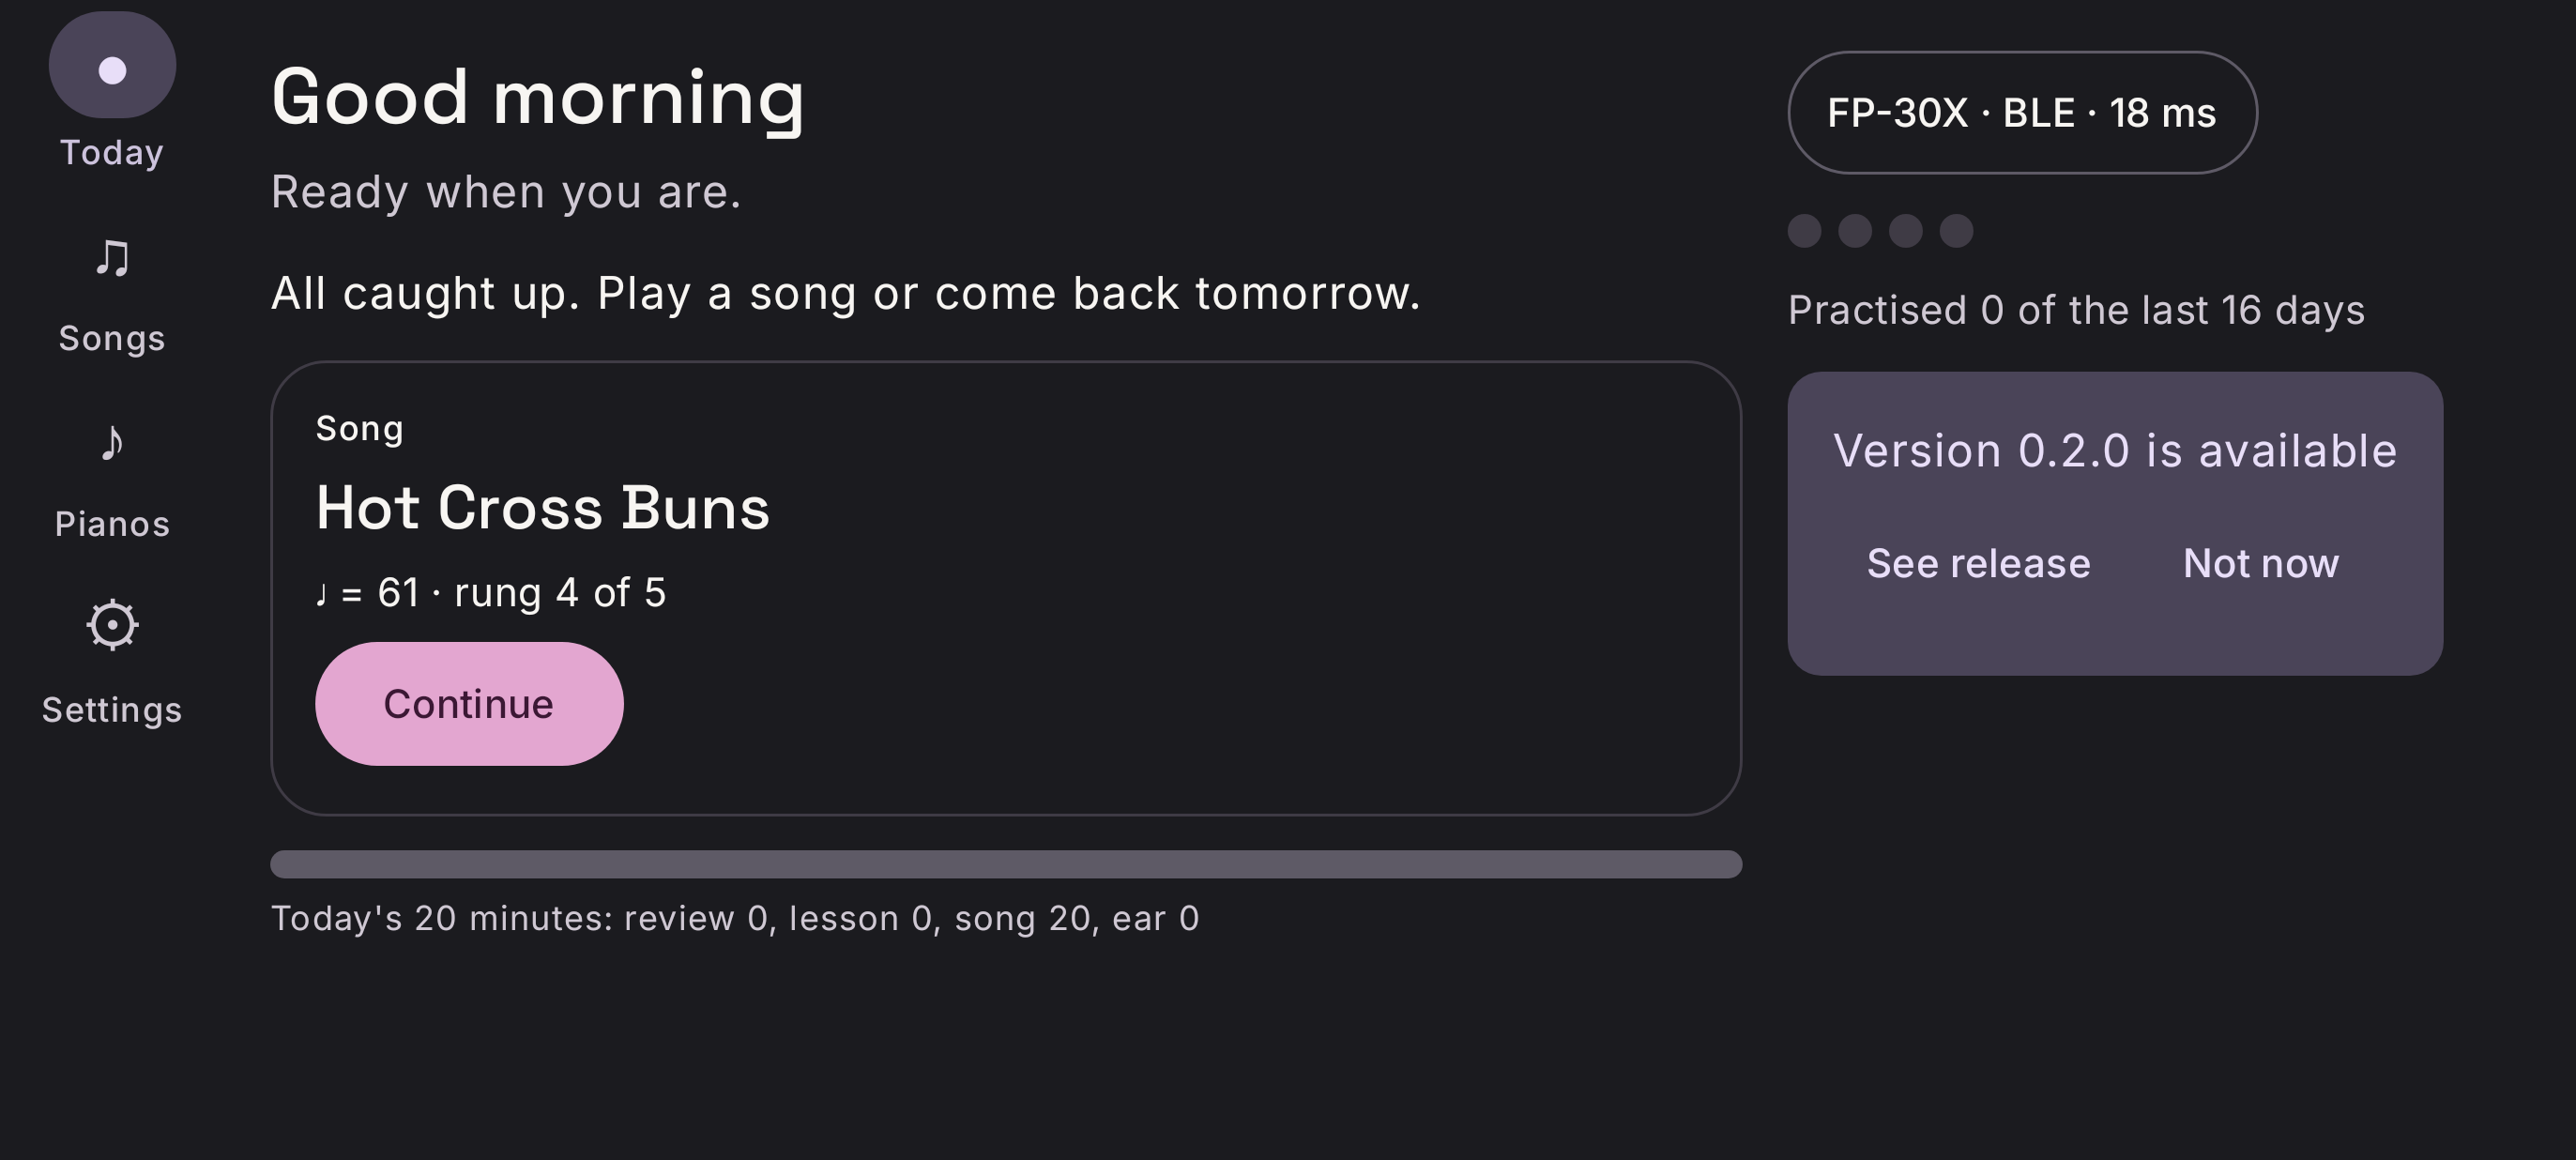 Today
♫
Songs
♪
Pianos
⚙
Settings
Good morning
Ready when you are.
All caught up. Play a song or come back tomorrow.
Song
Hot Cross Buns
♩ = 61 · rung 4 of 5
Continue
Today's 20 minutes: review 0, lesson 0, song 20, ear 0
FP-30X · BLE · 18 ms
Practised 0 of the last 16 days
Version 0.2.0 is available
See release Not now